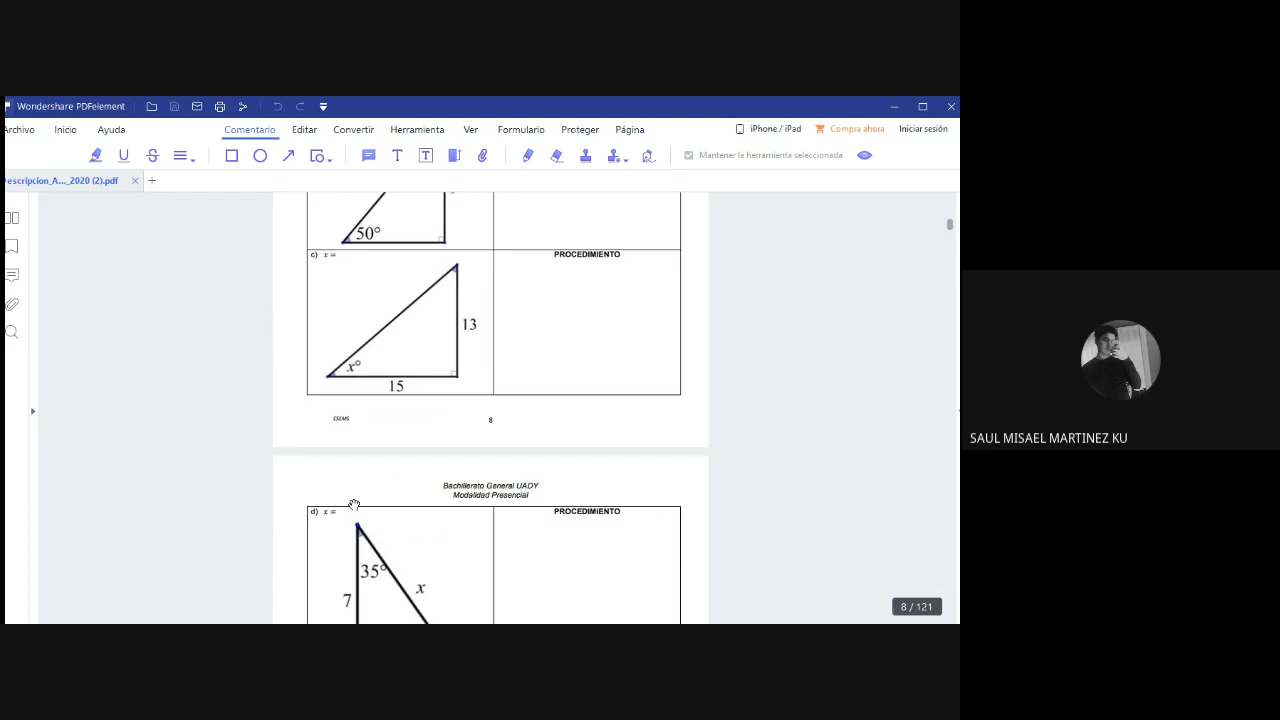 Wondershare PDFelement
Archivo Inicio Ayuda Comentario Editar Convertir Herramienta Ver Formulario Proteger Página iPhone / iPad Compra ahora Iniciar sesión
Mantener la herramienta seleccionada
escripcion_A..._2020 (2).pdf
50°
c) x = PROCEDIMIENTO
13
x°
15
CSEMS 8
Bachillerato General UADY
Modalidad Presencial
d) x = PROCEDIMIENTO
35°
x
7
8 / 121
SAUL MISAEL MARTINEZ KU